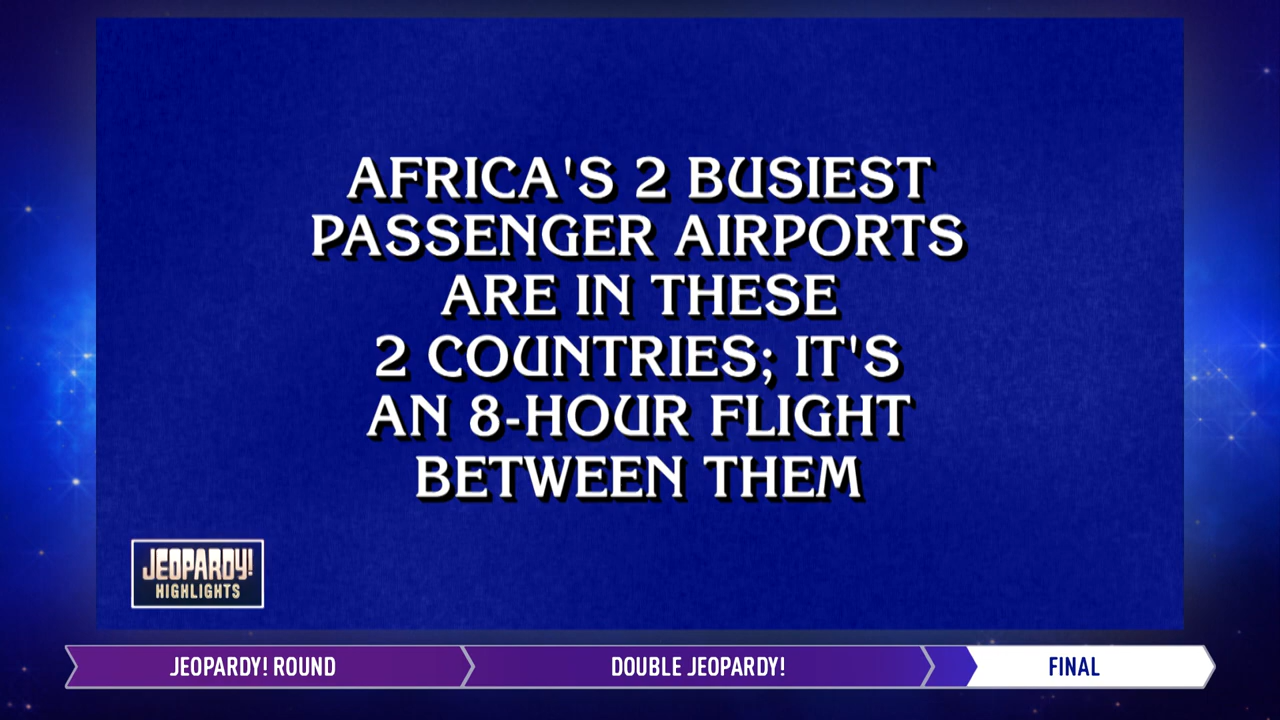 AFRICA'S 2 BUSIEST
PASSENGER AIRPORTS
ARE IN THESE
2 COUNTRIES; IT'S
AN 8-HOUR FLIGHT
BETWEEN THEM
JEOPARDY!
HIGHLIGHTS
JEOPARDY! ROUND
DOUBLE JEOPARDY!
FINAL